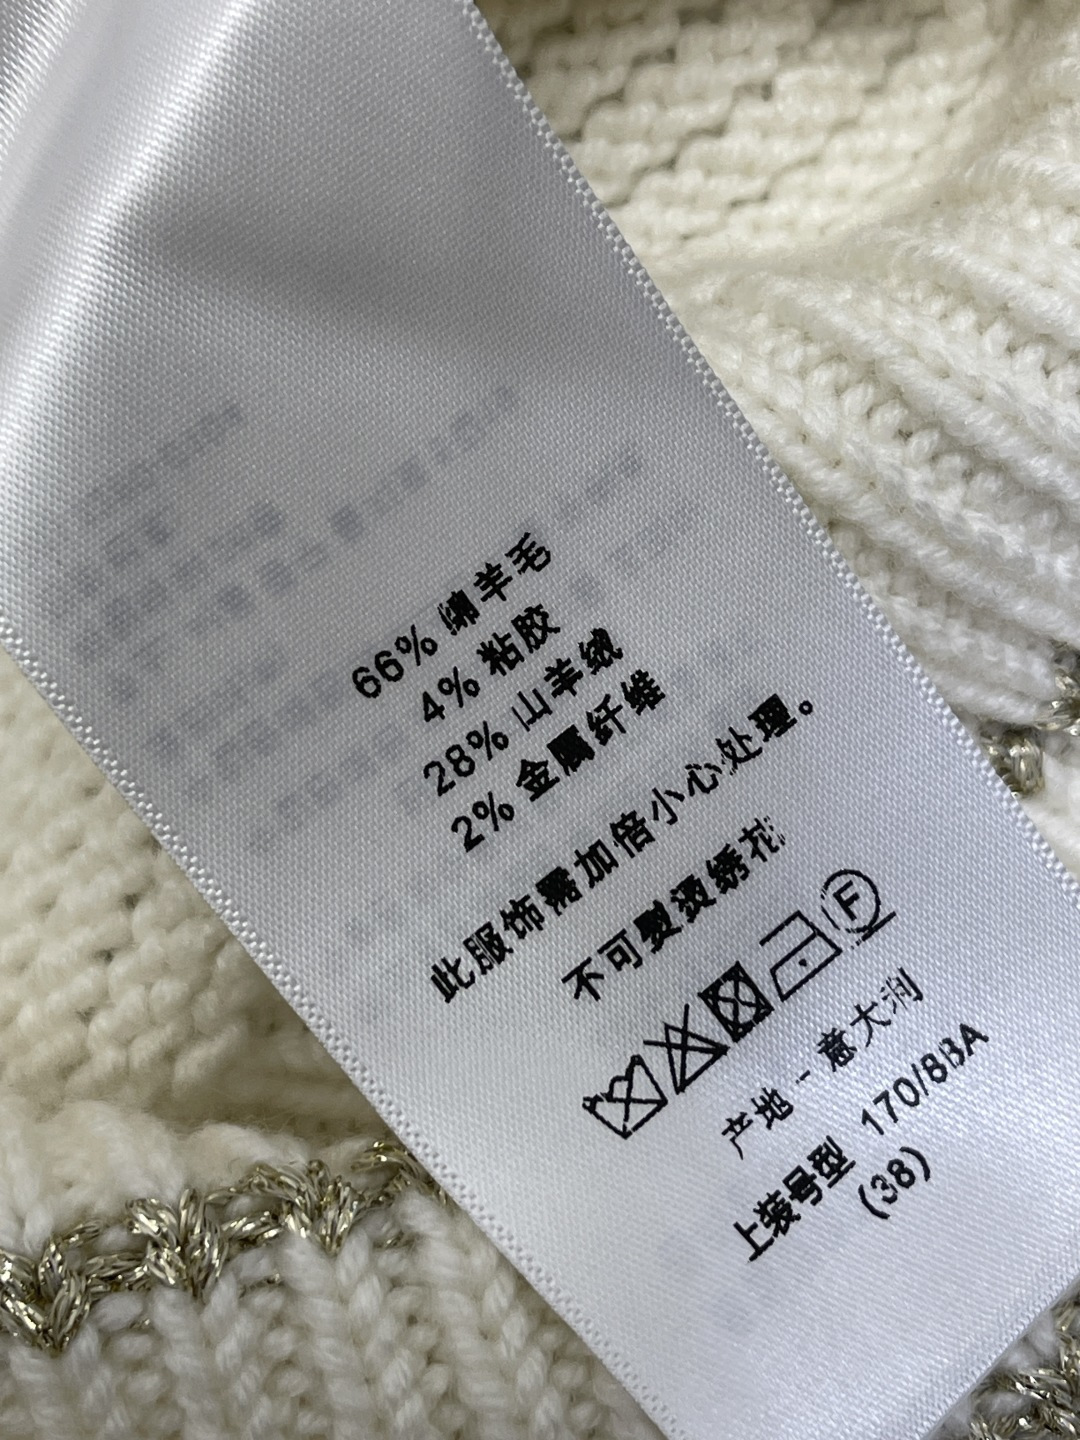 66% 绵羊毛
4% 粘胶
28% 山羊绒
2% 金属纤维
此服饰需加倍小心处理。
不可熨烫绣花
F
产地 - 意大利
上装号型 170/88A
(38)